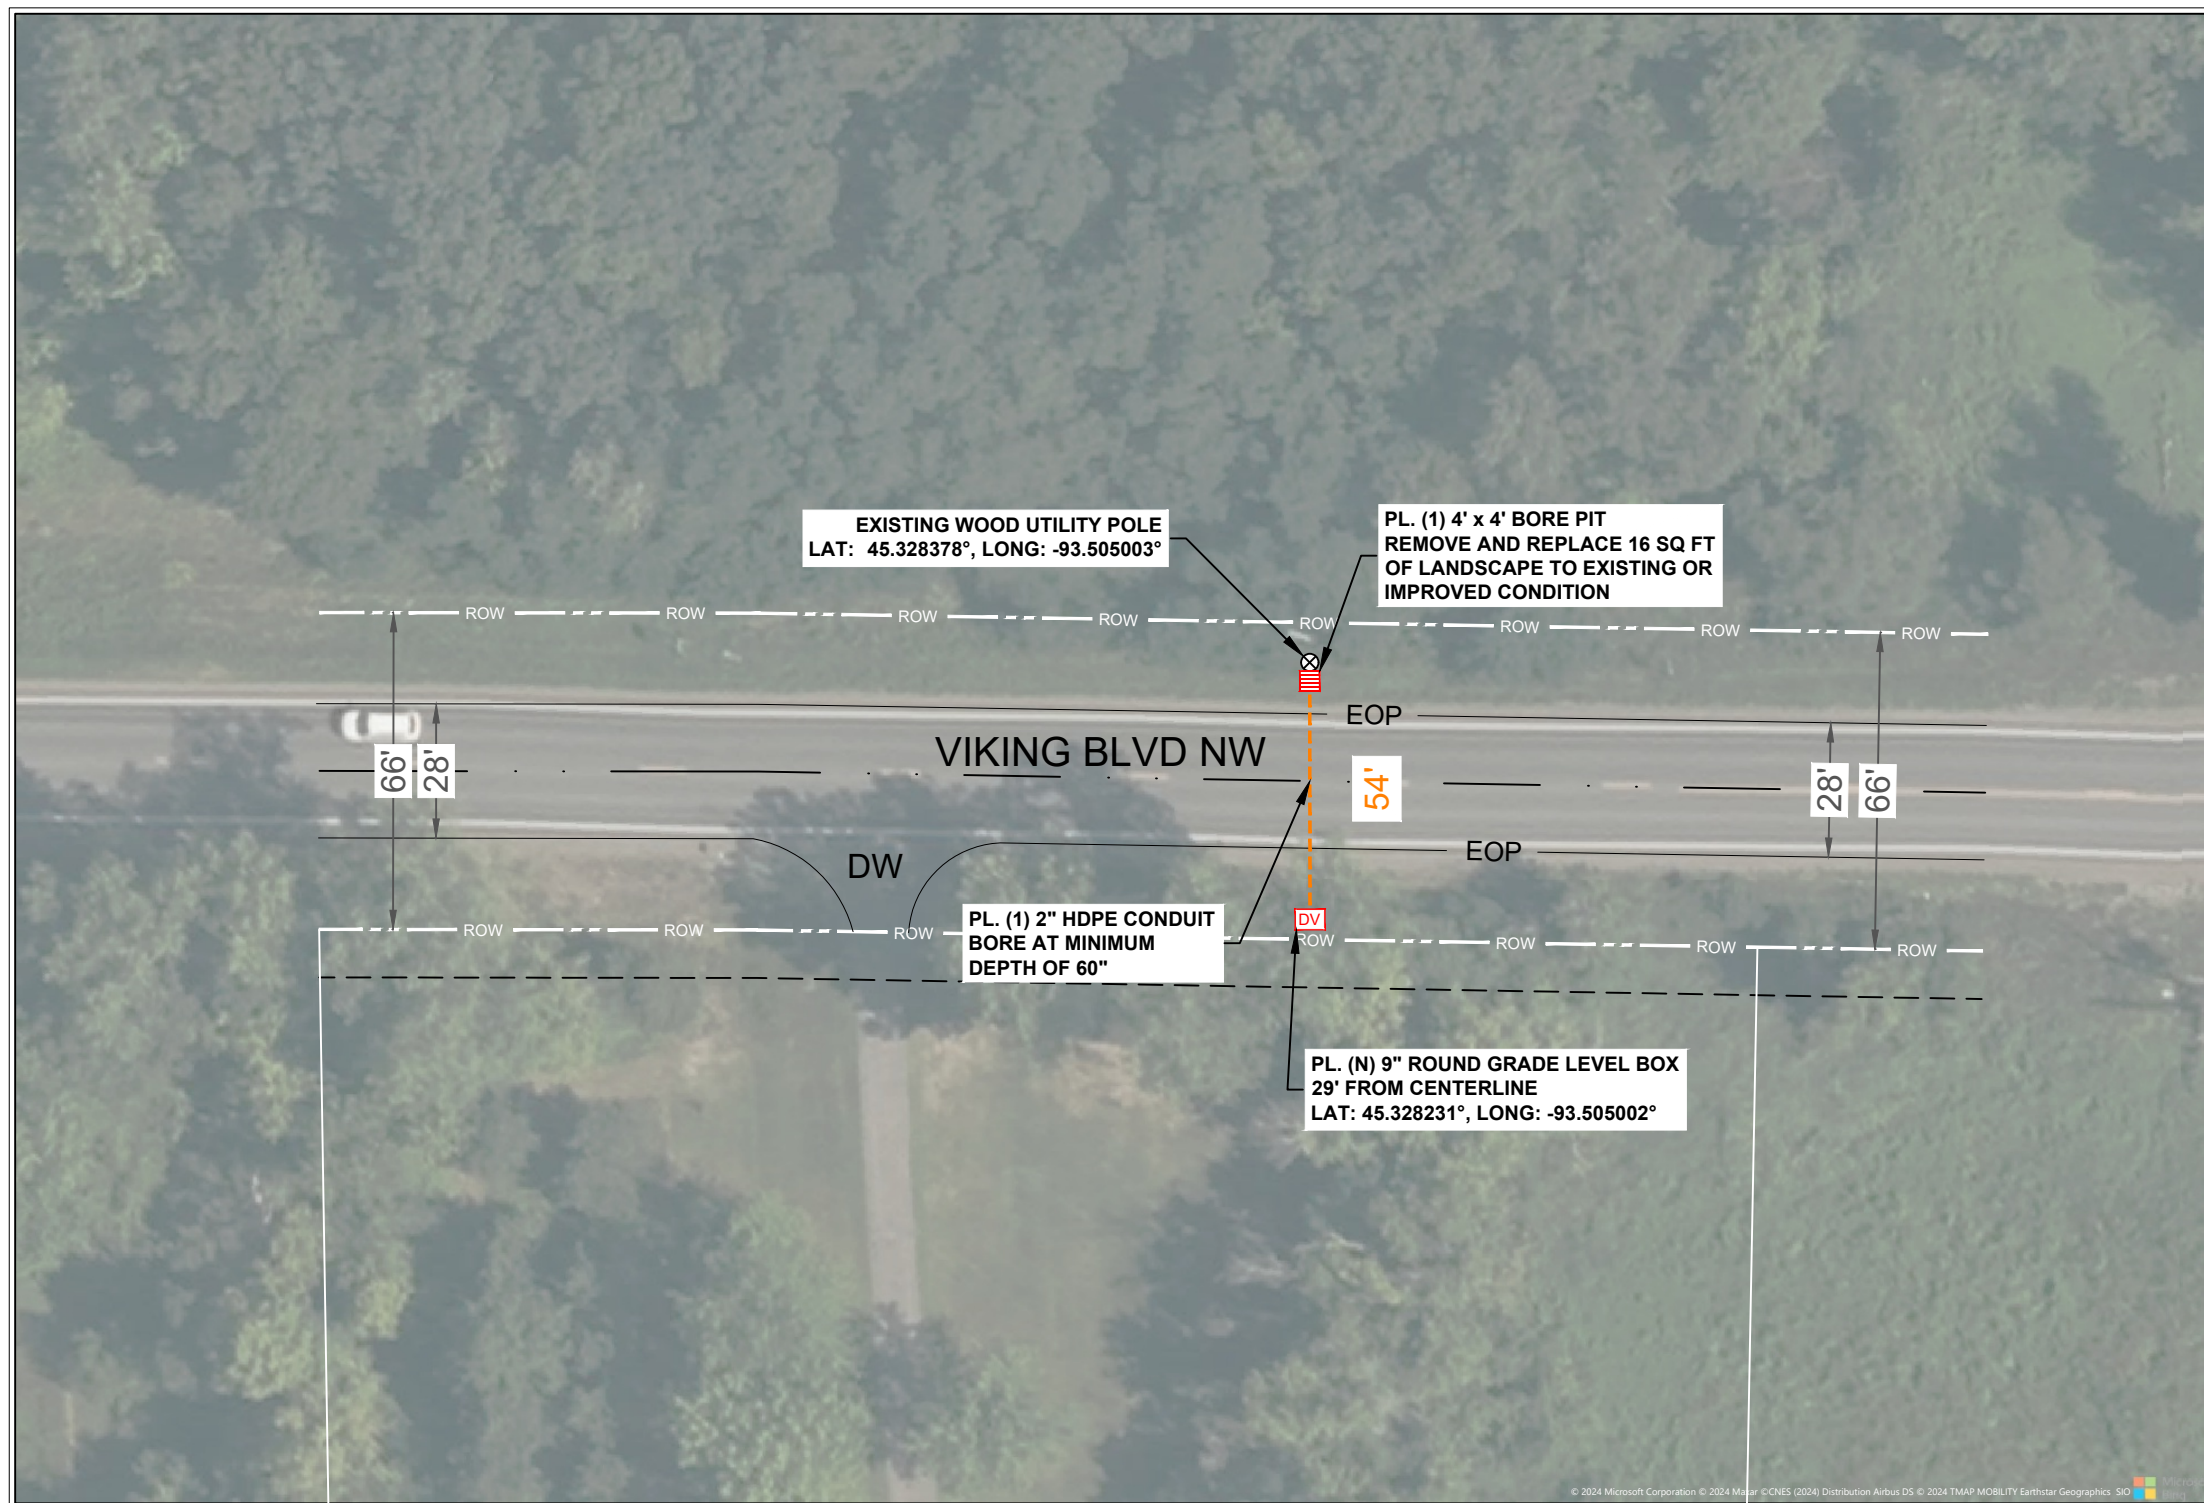 EXISTING WOOD UTILITY POLE
LAT: 45.328378°, LONG: -93.505003°
PL. (1) 4' x 4' BORE PIT
REMOVE AND REPLACE 16 SQ FT
OF LANDSCAPE TO EXISTING OR
IMPROVED CONDITION
ROW ROW ROW ROW ROW ROW ROW ROW
EOP
VIKING BLVD NW
66' 28' 54' 28' 66'
EOP
DW
PL. (1) 2" HDPE CONDUIT
BORE AT MINIMUM
DEPTH OF 60"
DV
ROW ROW ROW ROW ROW ROW ROW
PL. (N) 9" ROUND GRADE LEVEL BOX
29' FROM CENTERLINE
LAT: 45.328231°, LONG: -93.505002°
© 2024 Microsoft Corporation © 2024 Maxar ©CNES (2024) Distribution Airbus DS © 2024 TMAP MOBILITY Earthstar Geographics SIO